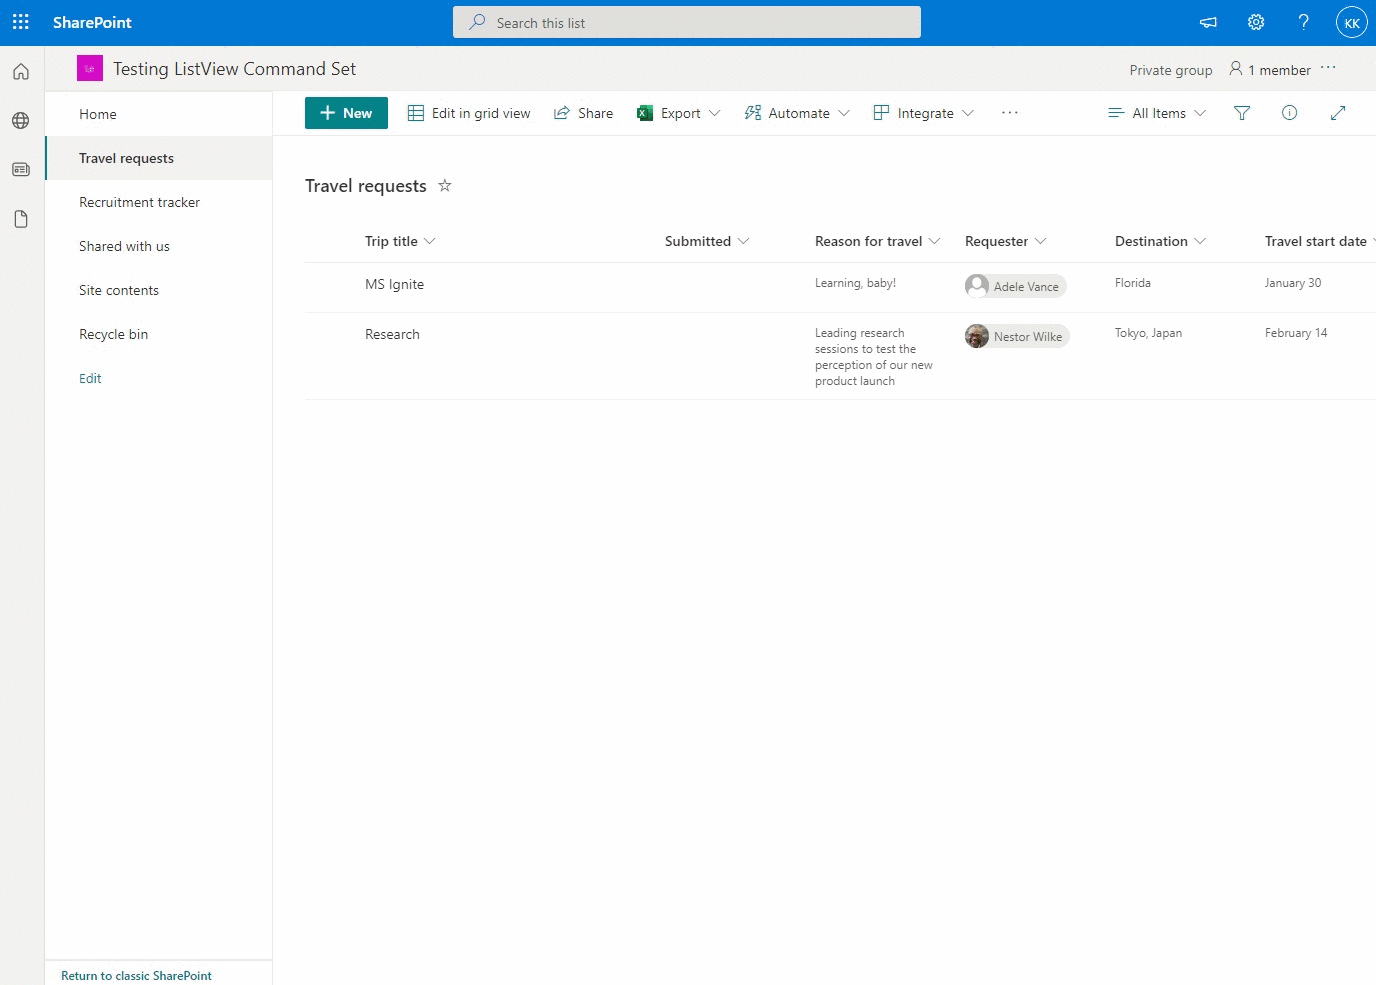 SharePoint
Search this list
KK
Testing ListView Command Set
Private group
1 member
Home
Travel requests
Recruitment tracker
Shared with us
Site contents
Recycle bin
Edit
Return to classic SharePoint
New
Edit in grid view
Share
Export
Automate
Integrate
All Items
Travel requests
Trip title
Submitted
Reason for travel
Requester
Destination
Travel start date
MS Ignite
Learning, baby!
Adele Vance
Florida
January 30
Research
Leading research
sessions to test the
perception of our new
product launch
Nestor Wilke
Tokyo, Japan
February 14